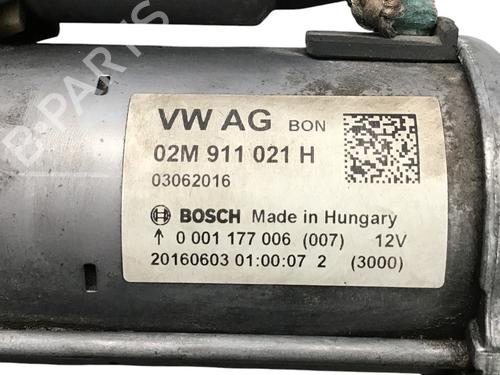 VW AG BON
02M 911 021 H
03062016
BOSCH Made in Hungary
↑ 0 001 177 006 (007) 12V
20160603 01:00:07 2 (3000)
B-PARTS